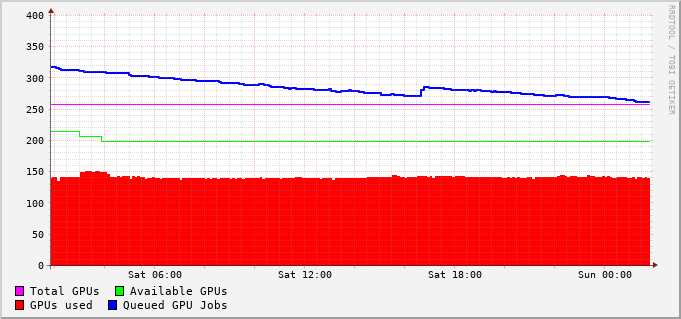 400
350
300
250
200
150
100
50
0
Sat 06:00 Sat 12:00 Sat 18:00 Sun 00:00
Total GPUs Available GPUs
GPUs used Queued GPU Jobs
RRDTOOL / TOBI OETIKER